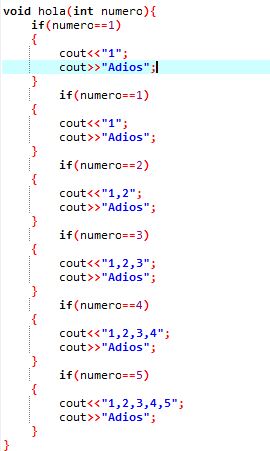 void hola(int numero){
if(numero==1)
{
cout<<"1";
cout>>"Adios";
}
if(numero==1)
{
cout<<"1";
cout>>"Adios";
}
if(numero==2)
{
cout<<"1,2";
cout>>"Adios";
}
if(numero==3)
{
cout<<"1,2,3";
cout>>"Adios";
}
if(numero==4)
{
cout<<"1,2,3,4";
cout>>"Adios";
}
if(numero==5)
{
cout<<"1,2,3,4,5";
cout>>"Adios";
}
}